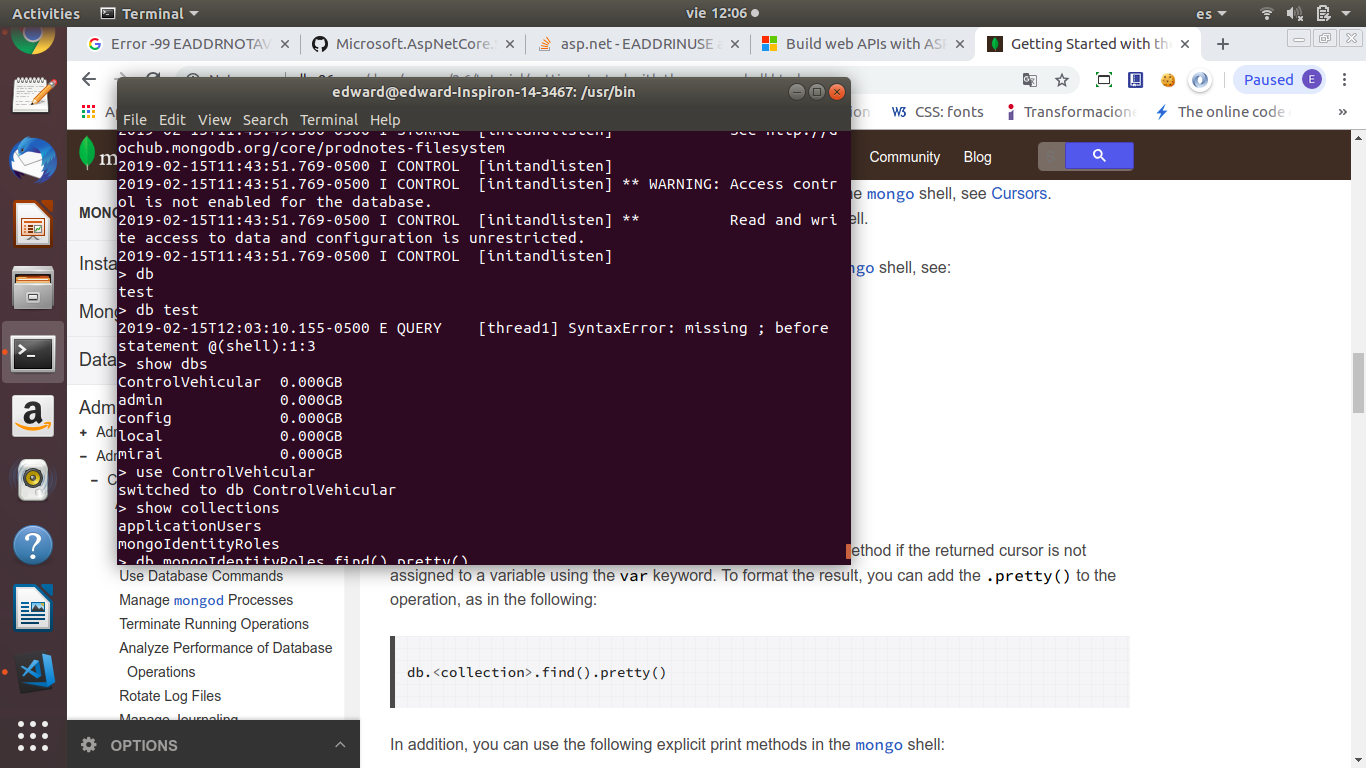 Activities
Terminal
vie 12:06
es
Error -99 EADDRNOTAV
Microsoft.AspNetCore.
asp.net - EADDRINUSE
Build web APIs with ASP
Getting Started with the
Paused
E
edward@edward-Inspiron-14-3467: /usr/bin
CSS: fonts
Transformacione
The online code
»
File Edit View Search Terminal Help
ochub.mongodb.org/core/prodnotes-filesystem
2019-02-15T11:43:51.769-0500 I CONTROL  [initandlisten]
2019-02-15T11:43:51.769-0500 I CONTROL  [initandlisten] ** WARNING: Access contr
ol is not enabled for the database.
2019-02-15T11:43:51.769-0500 I CONTROL  [initandlisten] **          Read and wri
te access to data and configuration is unrestricted.
2019-02-15T11:43:51.769-0500 I CONTROL  [initandlisten]
> db
test
> db test
2019-02-15T12:03:10.155-0500 E QUERY    [thread1] SyntaxError: missing ; before
statement @(shell):1:3
> show dbs
ControlVehicular  0.000GB
admin             0.000GB
config            0.000GB
local             0.000GB
mirai             0.000GB
> use ControlVehicular
switched to db ControlVehicular
> show collections
applicationUsers
mongoIdentityRoles
> db.mongoIdentityRoles.find().pretty()
Community
Blog
MONG
Insta
Mong
Data
Adm
+ Adr
− Adr
− C
mongo shell, see Cursors.
ell.
ngo shell, see:
ethod if the returned cursor is not
assigned to a variable using the var keyword. To format the result, you can add the .pretty() to the
operation, as in the following:
db.<collection>.find().pretty()
In addition, you can use the following explicit print methods in the mongo shell:
Use Database Commands
Manage mongod Processes
Terminate Running Operations
Analyze Performance of Database
Operations
Rotate Log Files
Manage Journaling
OPTIONS